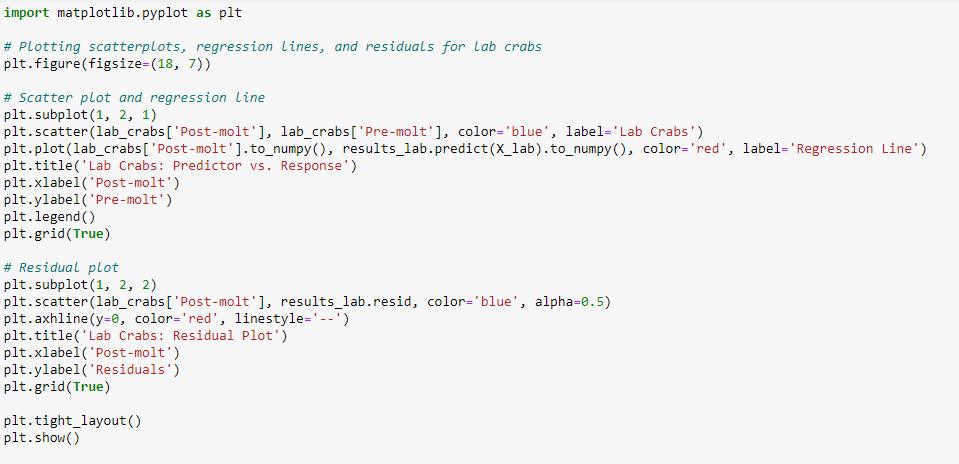 import matplotlib.pyplot as plt
# Plotting scatterplots, regression lines, and residuals for lab crabs
plt.figure(figsize=(18, 7))
# Scatter plot and regression line
plt.subplot(1, 2, 1)
plt.scatter(lab_crabs['Post-molt'], lab_crabs['Pre-molt'], color='blue', label='Lab Crabs')
plt.plot(lab_crabs['Post-molt'].to_numpy(), results_lab.predict(X_lab).to_numpy(), color='red', label='Regression Line')
plt.title('Lab Crabs: Predictor vs. Response')
plt.xlabel('Post-molt')
plt.ylabel('Pre-molt')
plt.legend()
plt.grid(True)
# Residual plot
plt.subplot(1, 2, 2)
plt.scatter(lab_crabs['Post-molt'], results_lab.resid, color='blue', alpha=0.5)
plt.axhline(y=0, color='red', linestyle='--')
plt.title('Lab Crabs: Residual Plot')
plt.xlabel('Post-molt')
plt.ylabel('Residuals')
plt.grid(True)
plt.tight_layout()
plt.show()